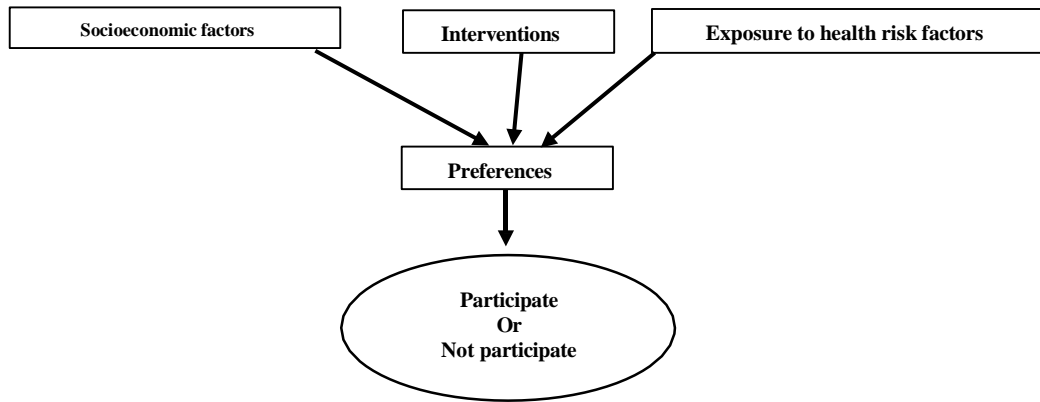 Socioeconomic factors
Interventions
Exposure to health risk factors
Preferences
Participate
Or
Not participate